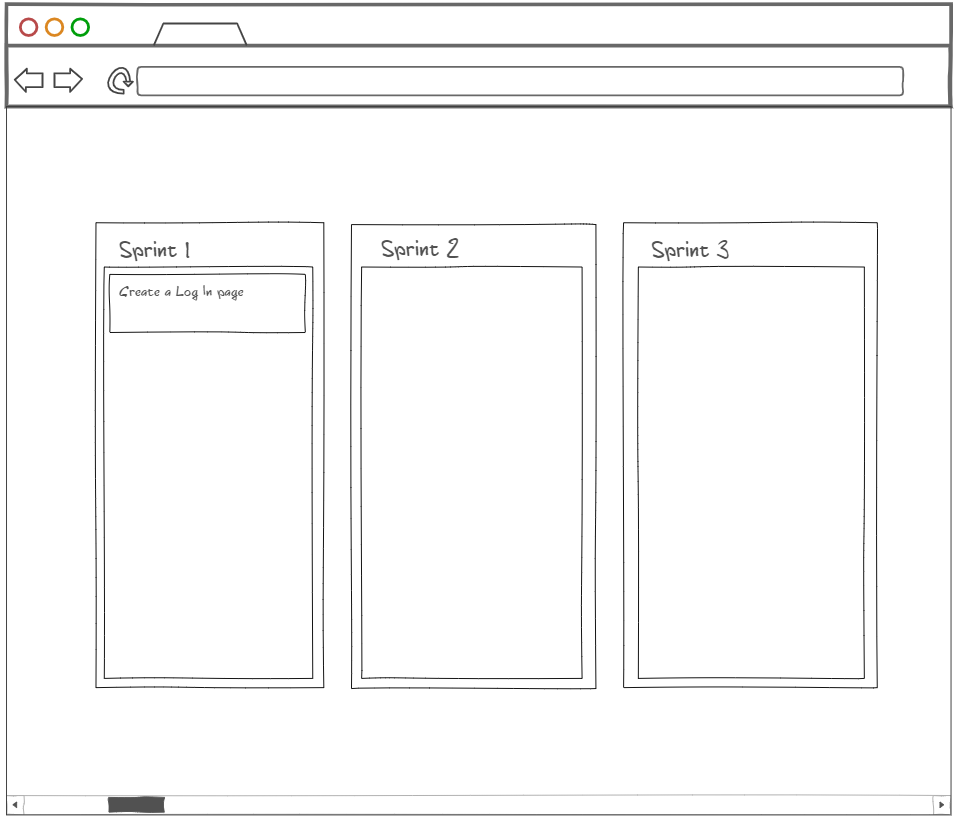 Sprint 1
Sprint 2
Sprint 3
Create a Log In page